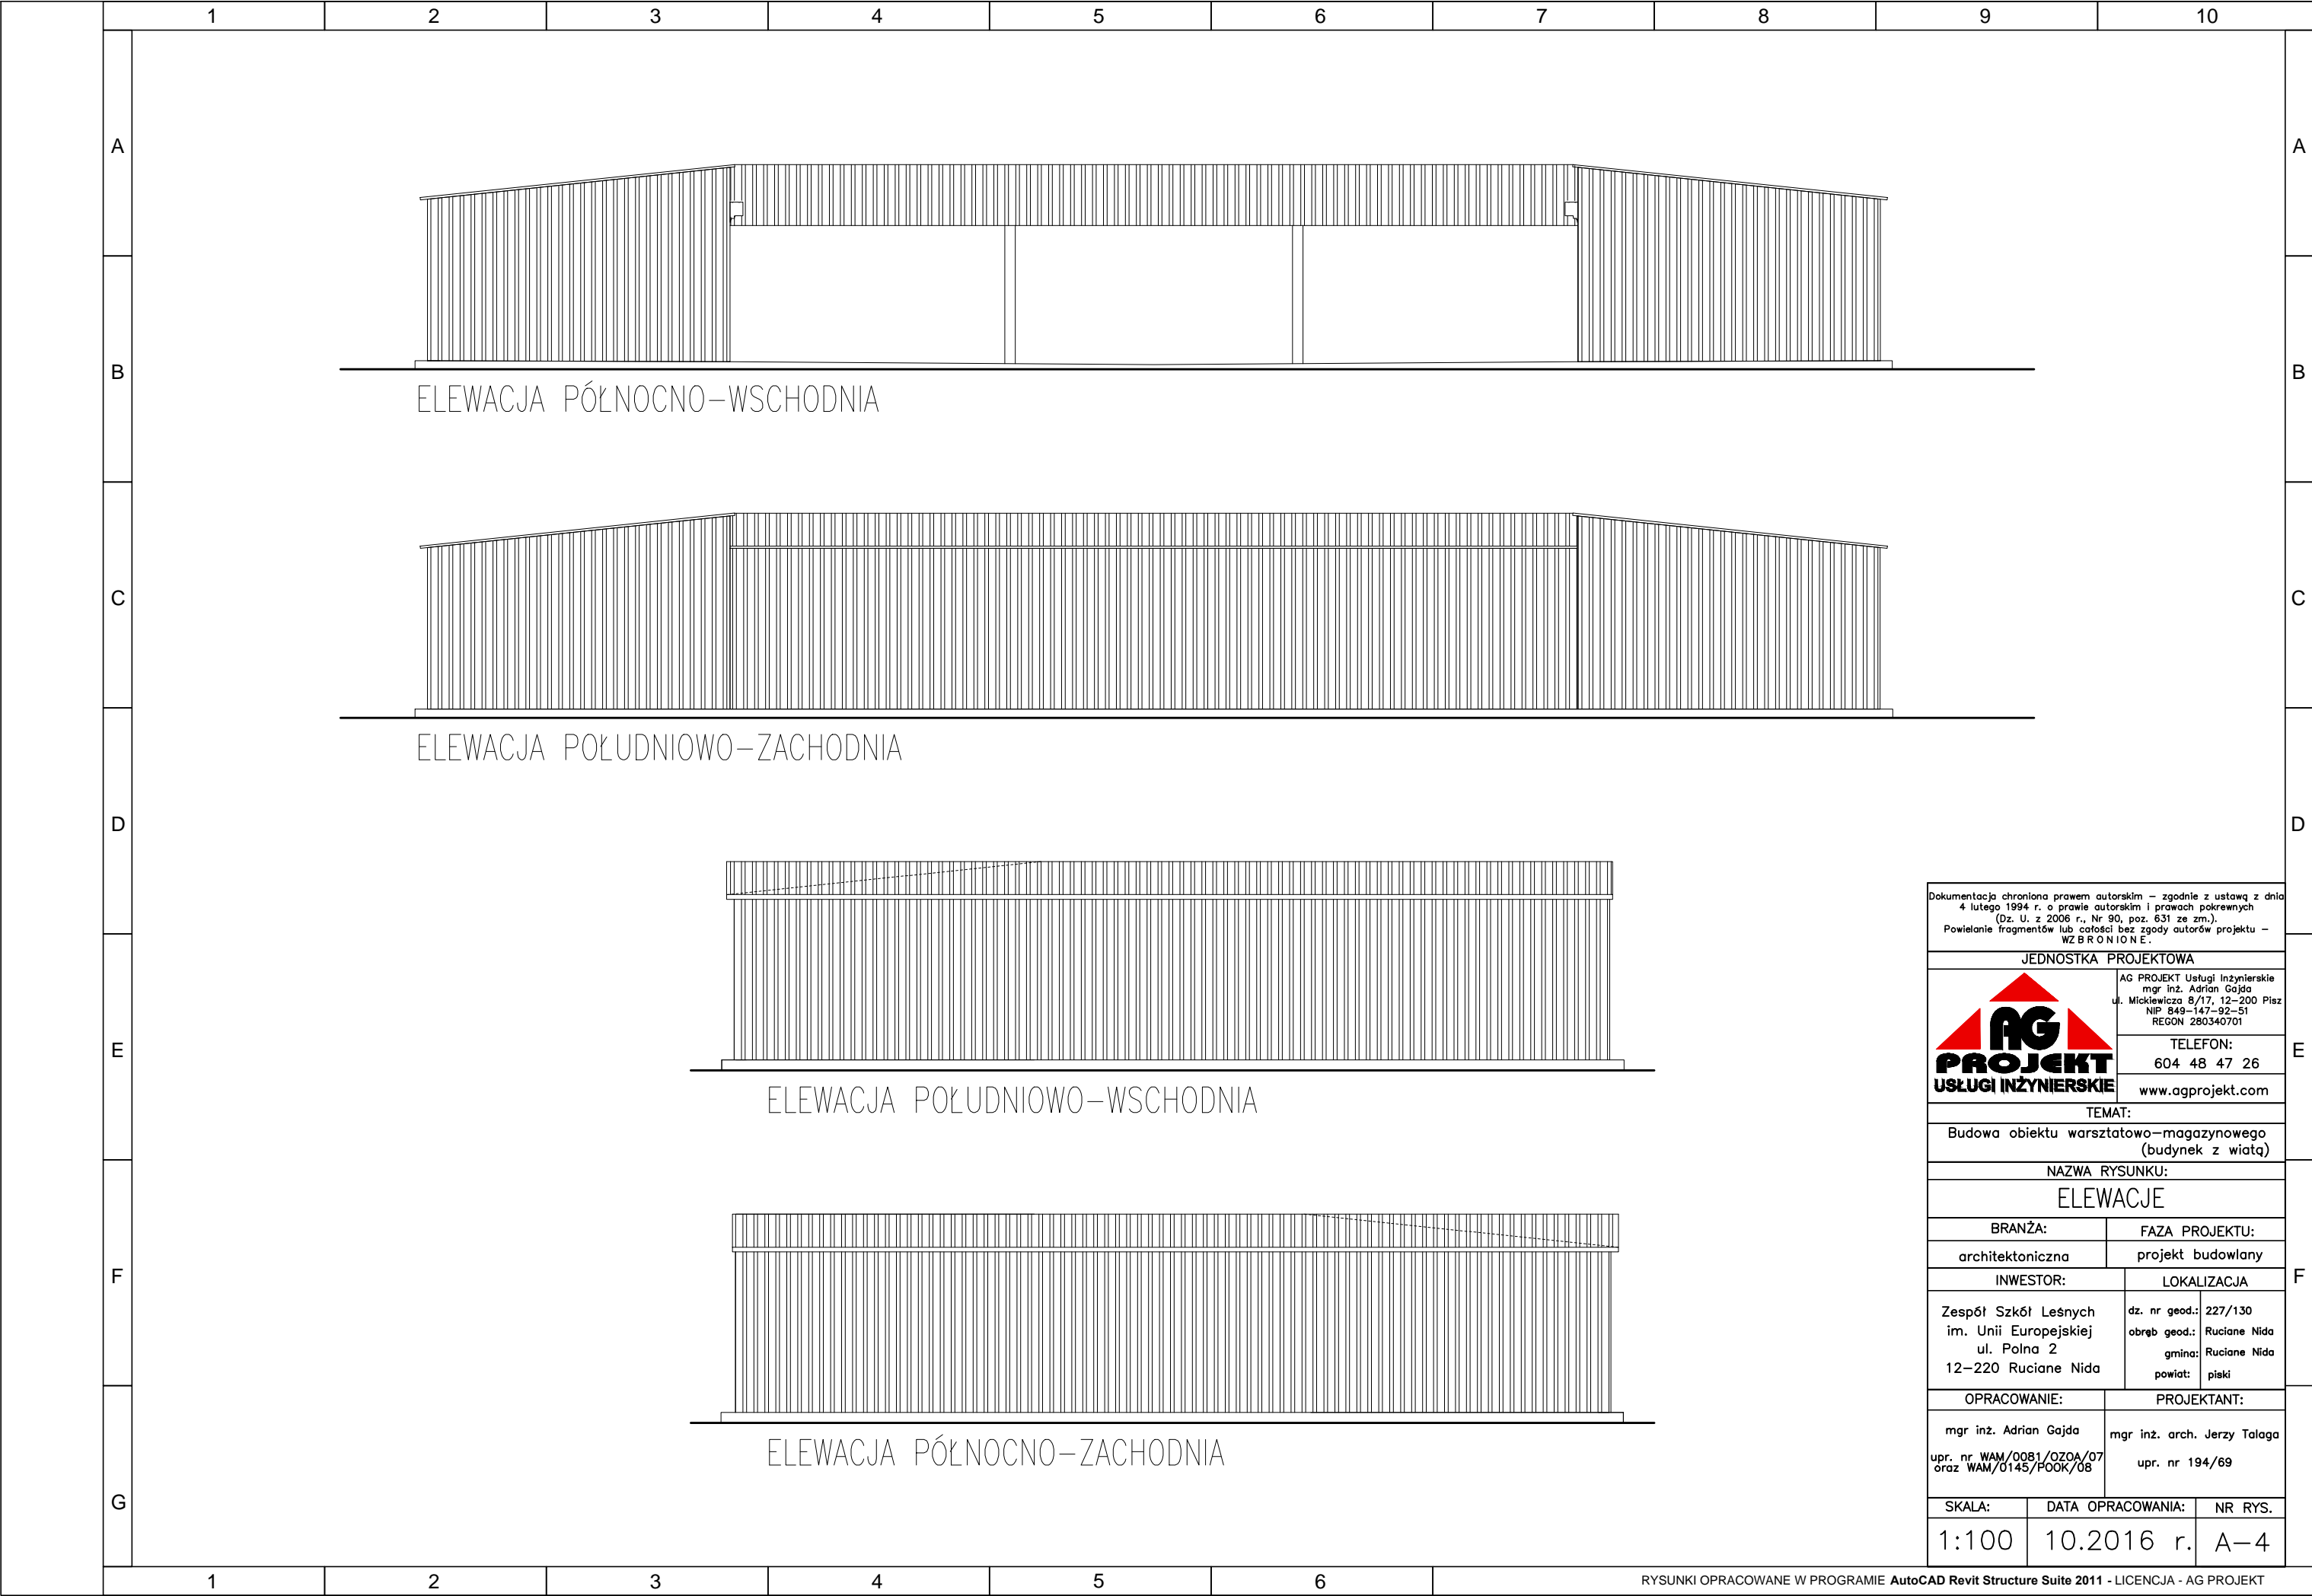 1 2 3 4 5 6 7 8 9 10
A A
B B
C C
D D
E E
F F
G
ELEWACJA PÓŁNOCNO-WSCHODNIA
ELEWACJA POŁUDNIOWO-ZACHODNIA
ELEWACJA POŁUDNIOWO-WSCHODNIA
ELEWACJA PÓŁNOCNO-ZACHODNIA
Dokumentacja chroniona prawem autorskim - zgodnie z ustawą z dnia
4 lutego 1994 r. o prawie autorskim i prawach pokrewnych
(Dz. U. z 2006 r., Nr 90, poz. 631 ze zm.).
Powielanie fragmentów lub całości bez zgody autorów projektu -
WZBRONIONE.
JEDNOSTKA PROJEKTOWA
AG
PROJEKT
USŁUGI INŻYNIERSKIE
AG PROJEKT Usługi Inżynierskie
mgr inż. Adrian Gajda
ul. Mickiewicza 8/17, 12-200 Pisz
NIP 849-147-92-51
REGON 280340701
TELEFON:
604 48 47 26
www.agprojekt.com
TEMAT:
Budowa obiektu warsztatowo-magazynowego
(budynek z wiatą)
NAZWA RYSUNKU:
ELEWACJE
BRANŻA: FAZA PROJEKTU:
architektoniczna projekt budowlany
INWESTOR: LOKALIZACJA
Zespół Szkół Leśnych
im. Unii Europejskiej
ul. Polna 2
12-220 Ruciane Nida
dz. nr geod.: 227/130
obręb geod.: Ruciane Nida
gmina: Ruciane Nida
powiat: piski
OPRACOWANIE: PROJEKTANT:
mgr inż. Adrian Gajda
upr. nr WAM/0081/OZOA/07
oraz WAM/0145/POOK/08
mgr inż. arch. Jerzy Talaga
upr. nr 194/69
SKALA: DATA OPRACOWANIA: NR RYS.
1:100 10.2016 r. A-4
1 2 3 4 5 6
RYSUNKI OPRACOWANE W PROGRAMIE AutoCAD Revit Structure Suite 2011 - LICENCJA - AG PROJEKT